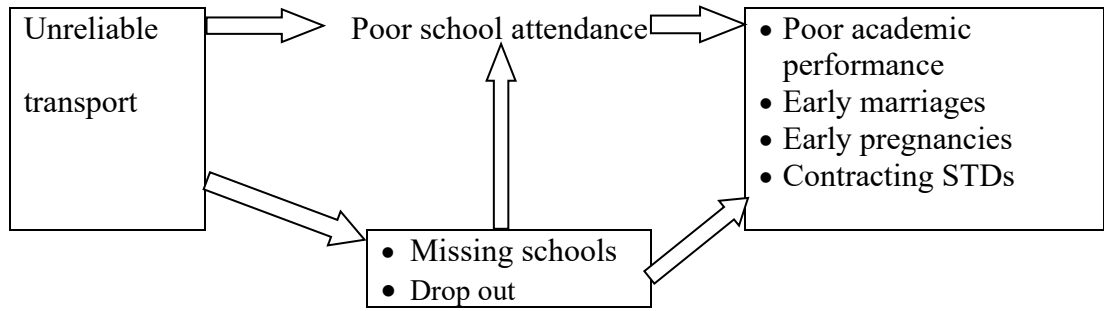 Unreliable
transport
Poor school attendance
• Poor academic
performance
• Early marriages
• Early pregnancies
• Contracting STDs
• Missing schools
• Drop out